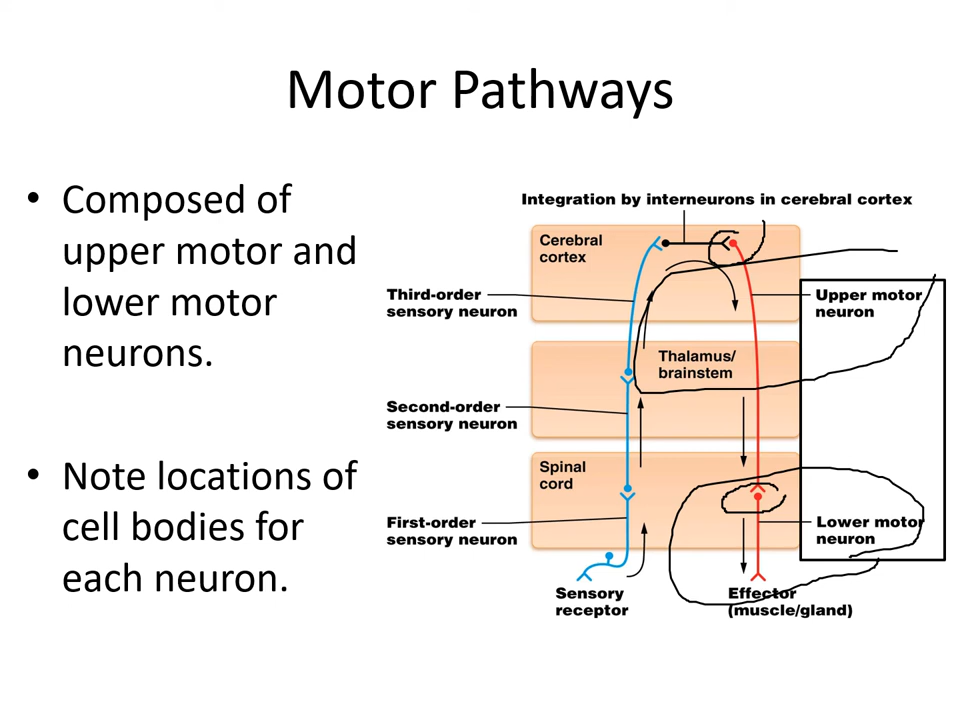 Motor Pathways
• Composed of
upper motor and
lower motor
neurons.
• Note locations of
cell bodies for
each neuron.
Integration by interneurons in cerebral cortex
Cerebral
cortex
Third-order
sensory neuron
Upper motor
neuron
Thalamus/
brainstem
Second-order
sensory neuron
Spinal
cord
First-order
sensory neuron
Lower motor
neuron
Sensory
receptor
Effector
(muscle/gland)